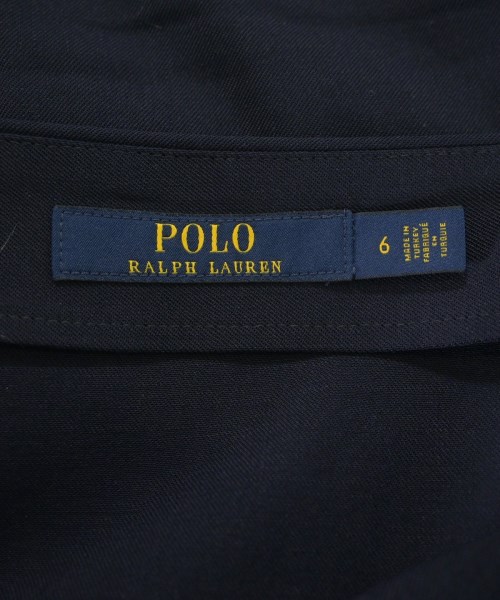 POLO
RALPH LAUREN
6
MADE IN
TURKEY
FABRIQUÉ
EN
TURQUIE